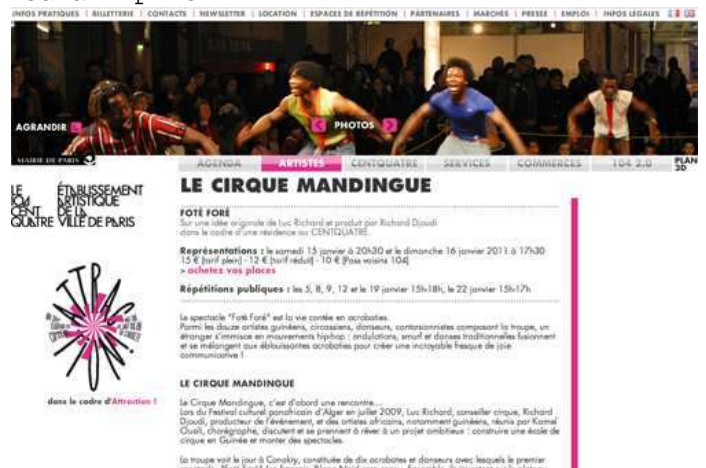 INFOS PRATIQUES | BILLETTERIE | CONTACTS | NEWSLETTER | LOCATION | ESPACES DE RÉPÉTITION | PARTENAIRES | MARCHÉS | PRESSE | EMPLOI | INFOS LÉGALES
AGRANDIR
PHOTOS
MAIRIE DE PARIS
AGENDA ARTISTES CENTQUATRE SERVICES COMMERCES 104 2.0 PLAN 3D
LE 104 CENT QUATRE
ÉTABLISSEMENT ARTISTIQUE DE LA VILLE DE PARIS
LE CIRQUE MANDINGUE
FOTÉ FORÉ
Sur une idée originale de Luc Richard et produit par Richard Djoudi
dans le cadre d'une résidence au CENTQUATRE.
Représentations : le samedi 15 janvier à 20h30 et le dimanche 16 janvier 2011 à 17h30
15 € (tarif plein) - 12 € (tarif réduit) - 10 € (Pass voisins 104)
> achetez vos places
Répétitions publiques : les 5, 8, 9, 12 et le 19 janvier 15h-18h, le 22 janvier 15h-17h
Le spectacle "Foté Foré" est la vie contée en acrobaties.
Parmi les douze artistes guinéens, circassiens, danseurs, contorsionnistes composant la troupe, un
étranger s'immisce en mouvements hip-hop : ondulations, smurf et danses traditionnelles fusionnent
et se mélangent aux éblouissantes acrobaties pour créer une incroyable fresque de joie
communicative !
dans le cadre d'Attraction !
LE CIRQUE MANDINGUE
Le Cirque Mandingue, c'est d'abord une rencontre...
Lors du Festival culturel panafricain d'Alger en juillet 2009, Luc Richard, conseiller cirque, Richard
Djoudi, producteur de l'événement, et des artistes africains, notamment guinéens, réunis par Kamel
Ouali, chorégraphe, discutent et se prennent à rêver à un projet ambitieux : construire une école de
cirque en Guinée et monter des spectacles.
La troupe voit le jour à Conakry, constituée de dix acrobates et danseurs avec lesquels le premier